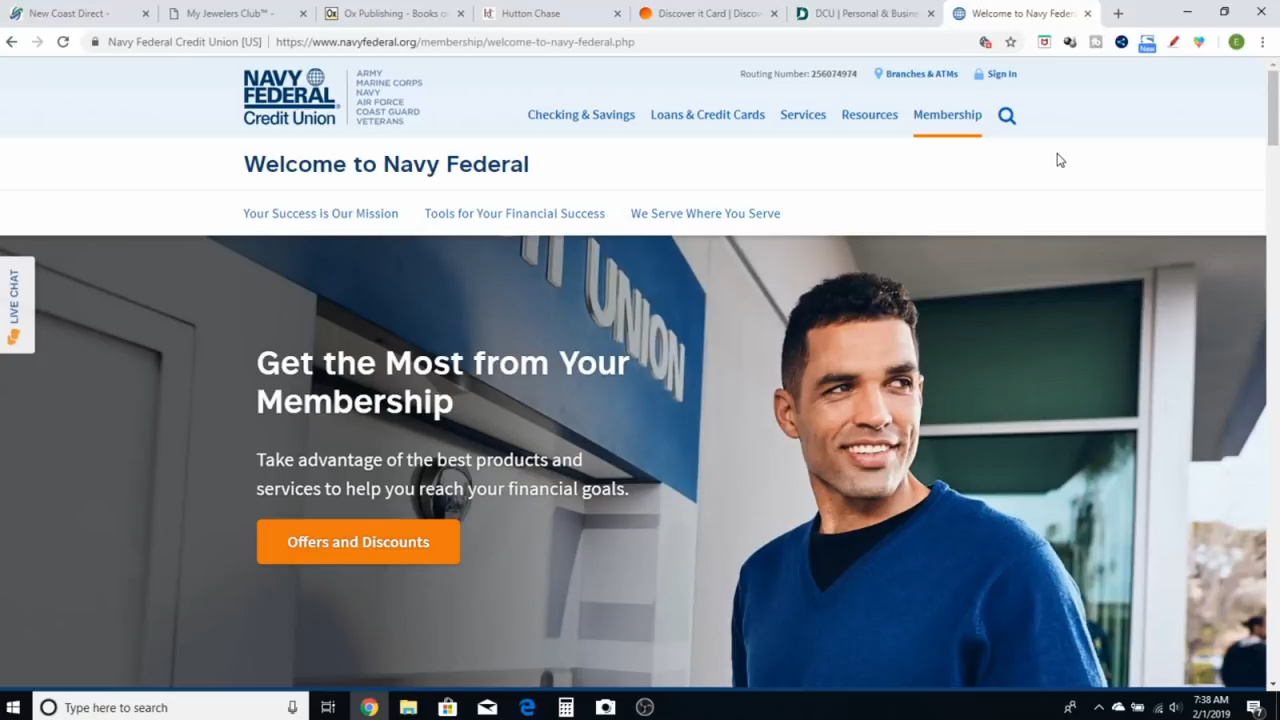 New Coast Direct -
My Jewelers Club™ -
Ox Publishing - Books o
Hutton Chase
Discover it Card | Disco
DCU | Personal & Busine
Welcome to Navy Feder
Navy Federal Credit Union [US]
https://www.navyfederal.org/membership/welcome-to-navy-federal.php
New
E
NAVY
FEDERAL
Credit Union
ARMY
MARINE CORPS
NAVY
AIR FORCE
COAST GUARD
VETERANS
Routing Number: 256074974
Branches & ATMs
Sign In
Checking & Savings
Loans & Credit Cards
Services
Resources
Membership
Welcome to Navy Federal
Your Success is Our Mission
Tools for Your Financial Success
We Serve Where You Serve
LIVE CHAT
IT UNION
Get the Most from Your
Membership
Take advantage of the best products and
services to help you reach your financial goals.
Offers and Discounts
Type here to search
7:38 AM
2/1/2019